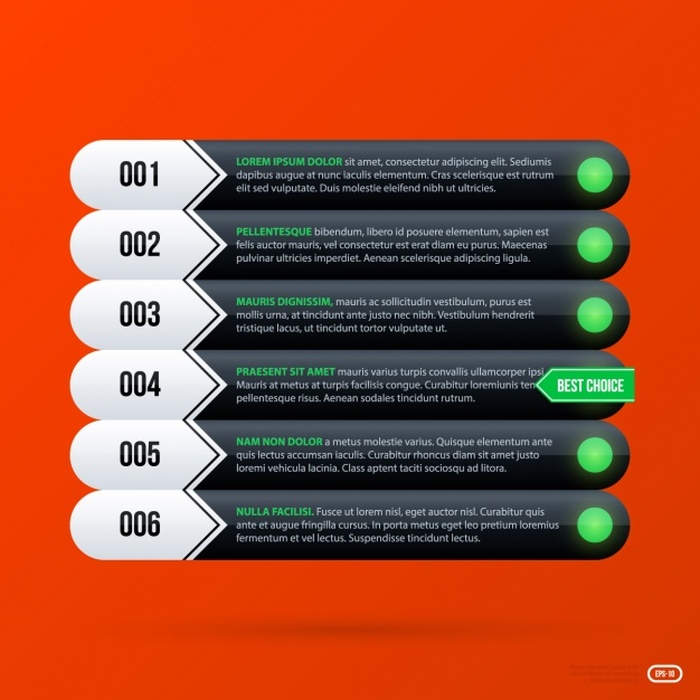 001
LOREM IPSUM DOLOR sit amet, consectetur adipiscing elit. Sediums
dapibus augue at nunc iaculis elementum. Cras scelerisque est rutrum
elit sed vulputate. Duis molestie eleifend nibh ut ultricies.
002
PELLENTESQUE bibendum, libero id posuere elementum, sapien est
felis auctor mauris, vel consectetur est erat diam eu purus. Maecenas
pulvinar ultricies imperdiet. Aenean scelerisque adipiscing ligula.
003
MAURIS DIGNISSIM, mauris ac sollicitudin vestibulum, purus est
mollis urna, at tincidunt ante justo nec nibh. Vestibulum hendrerit
tristique lacus, ut tincidunt tortor vulputate ut.
004
PRAESENT SIT AMET mauris varius turpis convallis ullamcorper ipsi
Mauris at metus at turpis facilisis congue. Curabitur loremiunis tem
pellentesque risus. Aenean sodales tincidunt rutrum.
BEST CHOICE
005
NAM NON DOLOR a metus molestie varius. Quisque elementum ante
quis lectus accumsan iaculis. Curabitur rhoncus diam sit amet justo
loremi vehicula lacinia. Class aptent taciti sociosqu ad litora.
006
NULLA FACILISI. Fusce ut lorem nisl, eget auctor nisl. Curabitur quis
ante et augue fringilla cursus. In porta metus eget leo pretium loremius
fermentum et vel lectus. Suspendisse tincidunt lectus.
EPS-10